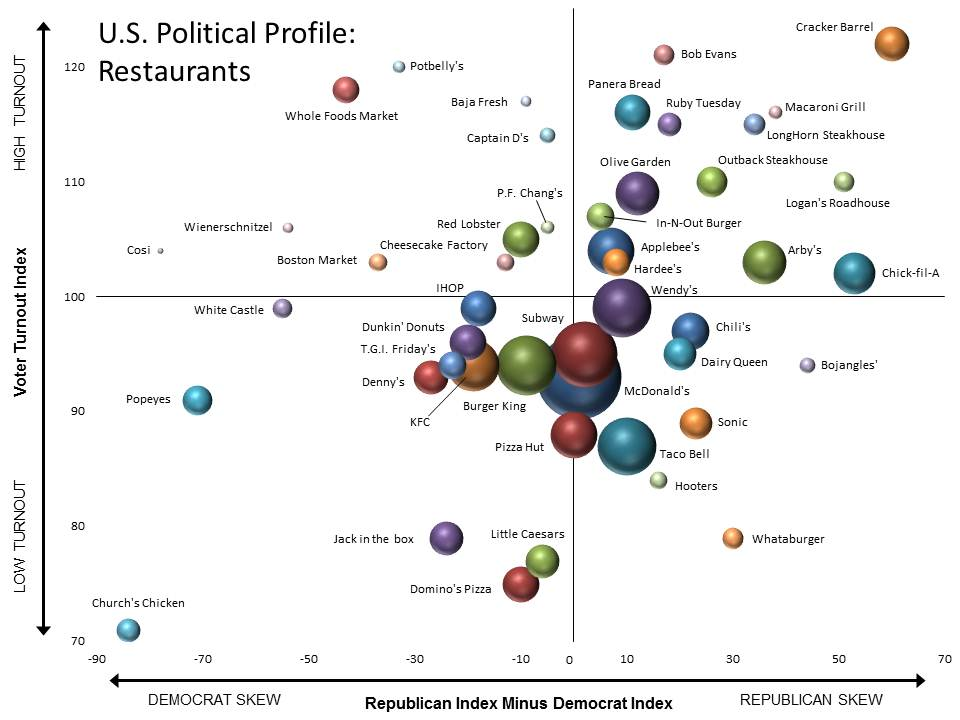 U.S. Political Profile:
Restaurants
HIGH TURNOUT
Voter Turnout Index
LOW TURNOUT
120
110
100
90
80
70
Cracker Barrel
Bob Evans
Potbelly's
Whole Foods Market
Baja Fresh
Captain D's
Panera Bread
Ruby Tuesday
Macaroni Grill
LongHorn Steakhouse
Olive Garden
Outback Steakhouse
Logan's Roadhouse
P.F. Chang's
In-N-Out Burger
Wienerschnitzel
Red Lobster
Cosi
Boston Market
Cheesecake Factory
Applebee's
Hardee's
Arby's
Chick-fil-A
IHOP
Wendy's
White Castle
Subway
Dunkin' Donuts
Chili's
T.G.I. Friday's
Dairy Queen
Bojangles'
Denny's
McDonald's
Popeyes
Burger King
KFC
Sonic
Pizza Hut
Taco Bell
Hooters
Jack in the box
Little Caesars
Whataburger
Domino's Pizza
Church's Chicken
-90 -70 -50 -30 -10 0 10 30 50 70
DEMOCRAT SKEW
Republican Index Minus Democrat Index
REPUBLICAN SKEW